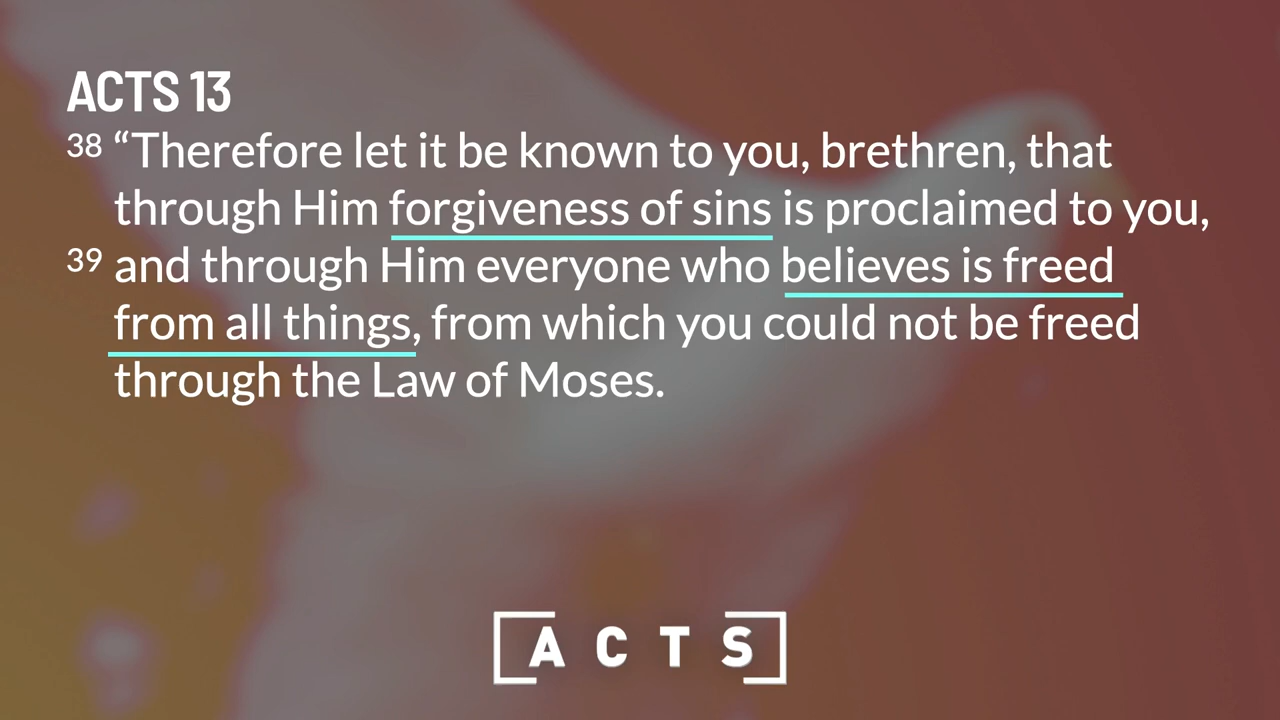 ACTS 13
38 “Therefore let it be known to you, brethren, that
through Him forgiveness of sins is proclaimed to you,
39 and through Him everyone who believes is freed
from all things, from which you could not be freed
through the Law of Moses.
ACTS